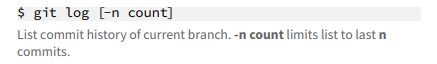 $ git log [-n count]
List commit history of current branch. -n count limits list to last n
commits.